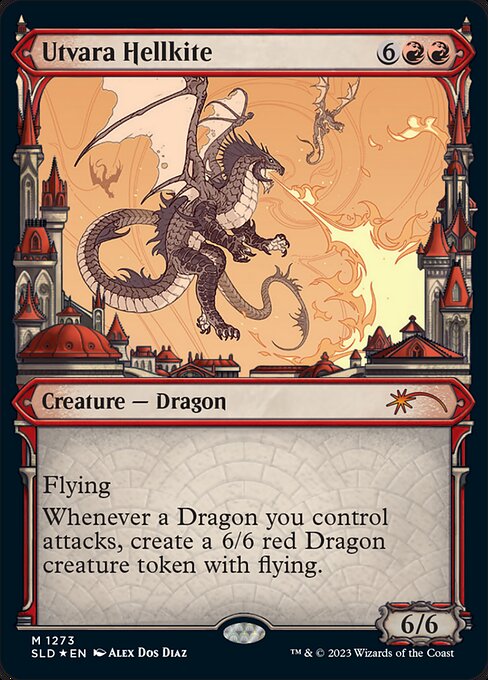 Utvara Hellkite 6
Creature — Dragon
Flying
Whenever a Dragon you control
attacks, create a 6/6 red Dragon
creature token with flying.
6/6
M 1273
SLD ★ EN Alex Dos Diaz
™ & © 2023 Wizards of the Coast